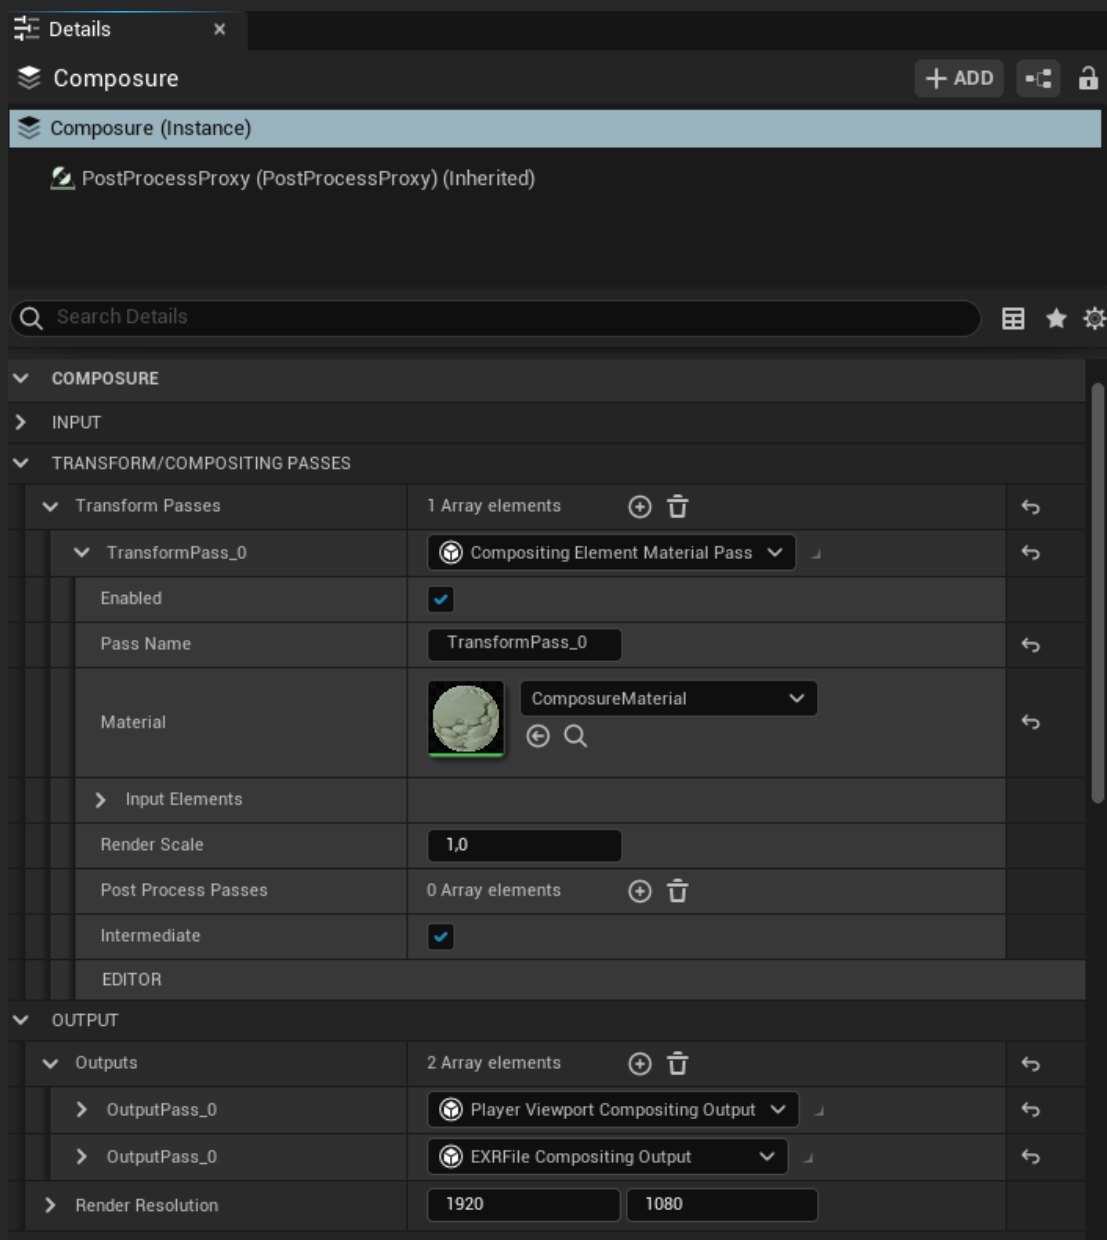 Details
Composure
ADD
Composure (Instance)
PostProcessProxy (PostProcessProxy) (Inherited)
Search Details
COMPOSURE
INPUT
TRANSFORM/COMPOSITING PASSES
Transform Passes 1 Array elements
TransformPass_0 Compositing Element Material Pass
Enabled
Pass Name TransformPass_0
Material ComposureMaterial
Input Elements
Render Scale 1,0
Post Process Passes 0 Array elements
Intermediate
EDITOR
OUTPUT
Outputs 2 Array elements
OutputPass_0 Player Viewport Compositing Output
OutputPass_0 EXRFile Compositing Output
Render Resolution 1920 1080